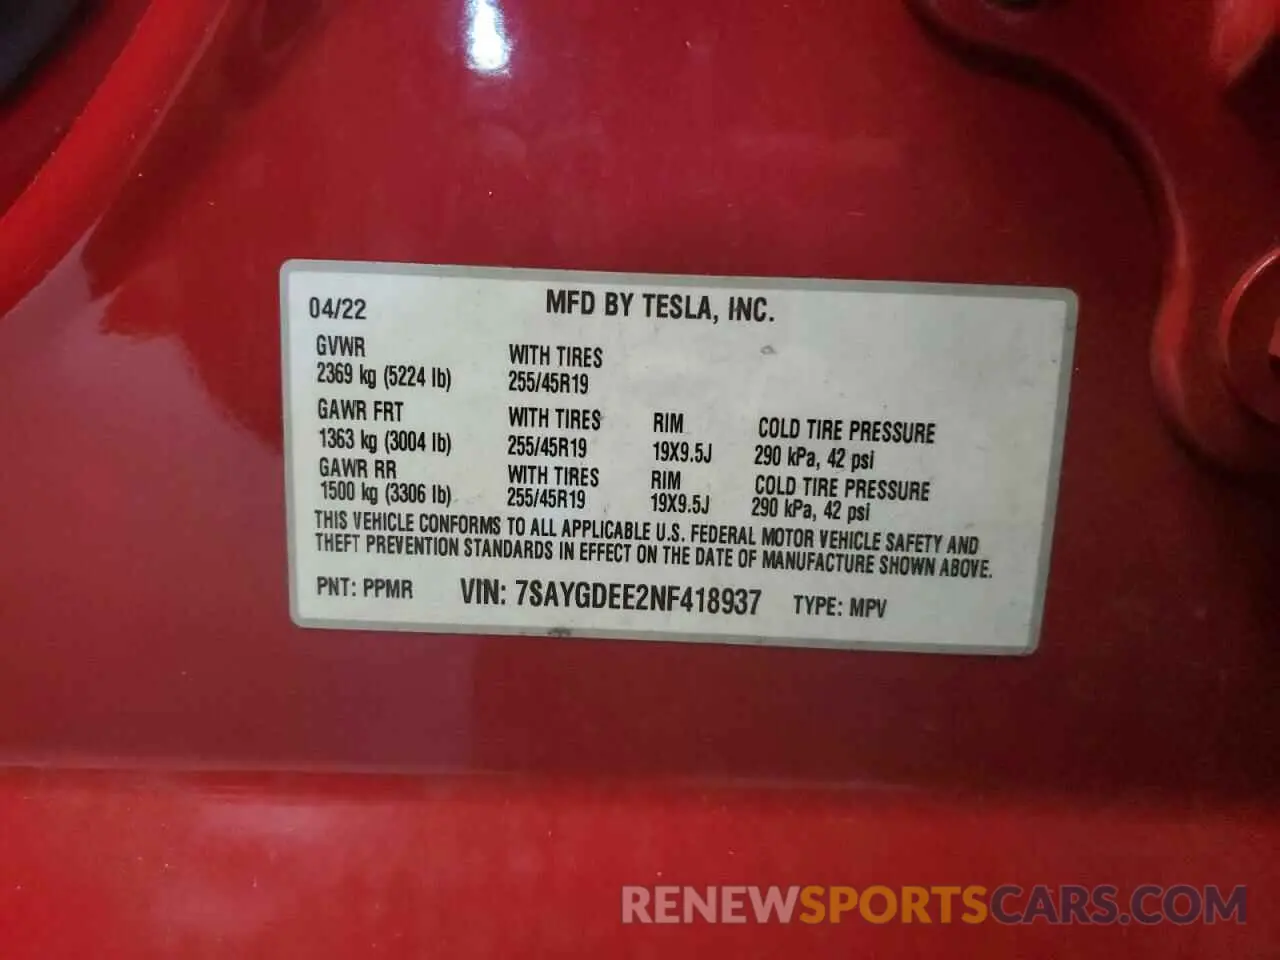 04/22 MFD BY TESLA, INC.
GVWR WITH TIRES
2369 kg (5224 lb) 255/45R19
GAWR FRT WITH TIRES RIM COLD TIRE PRESSURE
1363 kg (3004 lb) 255/45R19 19X9.5J 290 kPa, 42 psi
GAWR RR WITH TIRES RIM COLD TIRE PRESSURE
1500 kg (3306 lb) 255/45R19 19X9.5J 290 kPa, 42 psi
THIS VEHICLE CONFORMS TO ALL APPLICABLE U.S. FEDERAL MOTOR VEHICLE SAFETY AND
THEFT PREVENTION STANDARDS IN EFFECT ON THE DATE OF MANUFACTURE SHOWN ABOVE.
PNT: PPMR VIN: 7SAYGDEE2NF418937 TYPE: MPV
RENEWSPORTSCARS.COM